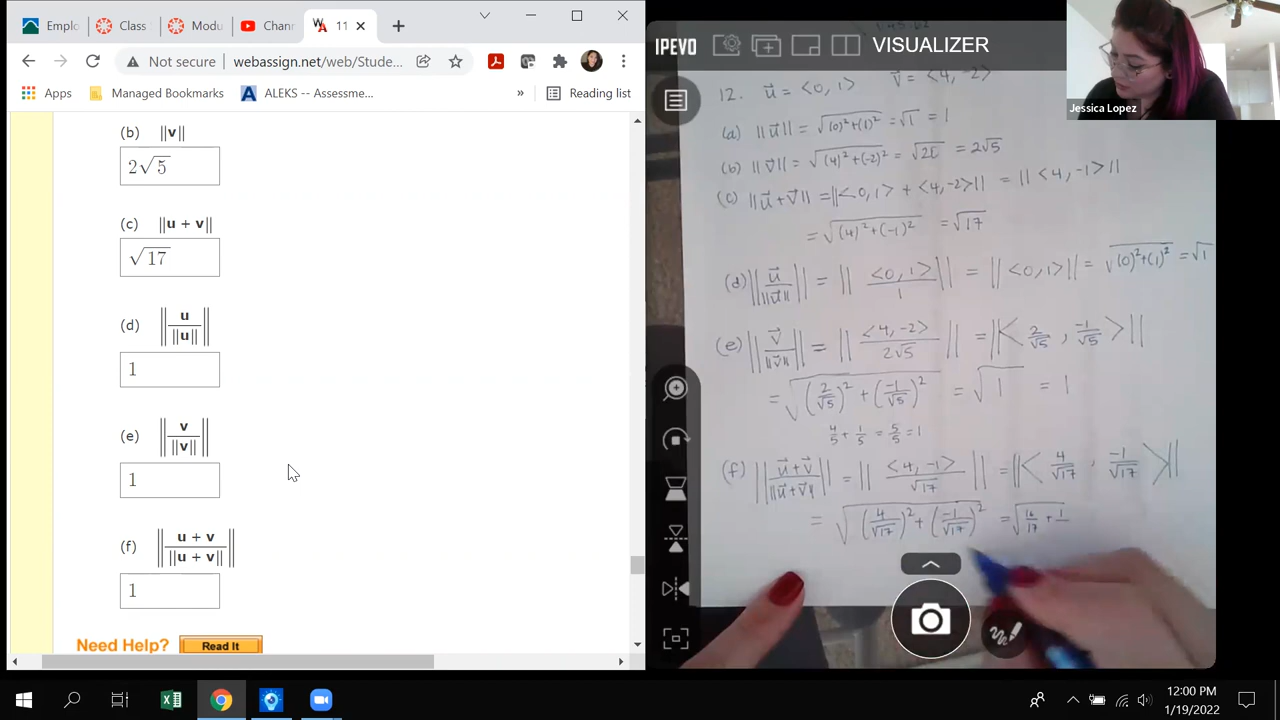 Emplo
Class
Modu
Chann
11
Not secure
webassign.net/web/Stude...
Apps
Managed Bookmarks
ALEKS -- Assessme...
»
Reading list
(b) ||v||
2√5
(c) ||u + v||
√17
(d) ||u/||u||||
1
(e) ||v/||v||||
1
(f) ||u + v/||u + v||||
1
Need Help? Read It
IPEVO
VISUALIZER
Jessica Lopez
12. u⃗ = <0, 1> v⃗ = <4, -2>
(a) ||u⃗|| = √(0)²+(1)² = √1 = 1
(b) ||v⃗|| = √(4)²+(-2)² = √20 = 2√5
(c) ||u⃗+v⃗|| = ||<0, 1> + <4, -2>|| = ||<4, -1>||
= √(4)²+(-1)² = √17
(d) ||u⃗/||u⃗|||| = ||<0, 1>/1|| = ||<0, 1>|| = √(0)²+(1)² = √1
(e) ||v⃗/||v⃗|||| = ||<4, -2>/2√5|| = ||<2/√5, -1/√5>||
= √(2/√5)² + (-1/√5)² = √1 = 1
4/5 + 1/5 = 5/5 = 1
(f) ||u⃗+v⃗/||u⃗+v⃗|||| = ||<4, -1>/√17|| = ||<4/√17, -1/√17>||
= √(4/√17)² + (-1/√17)² = √16/17 + 1
12:00 PM
1/19/2022